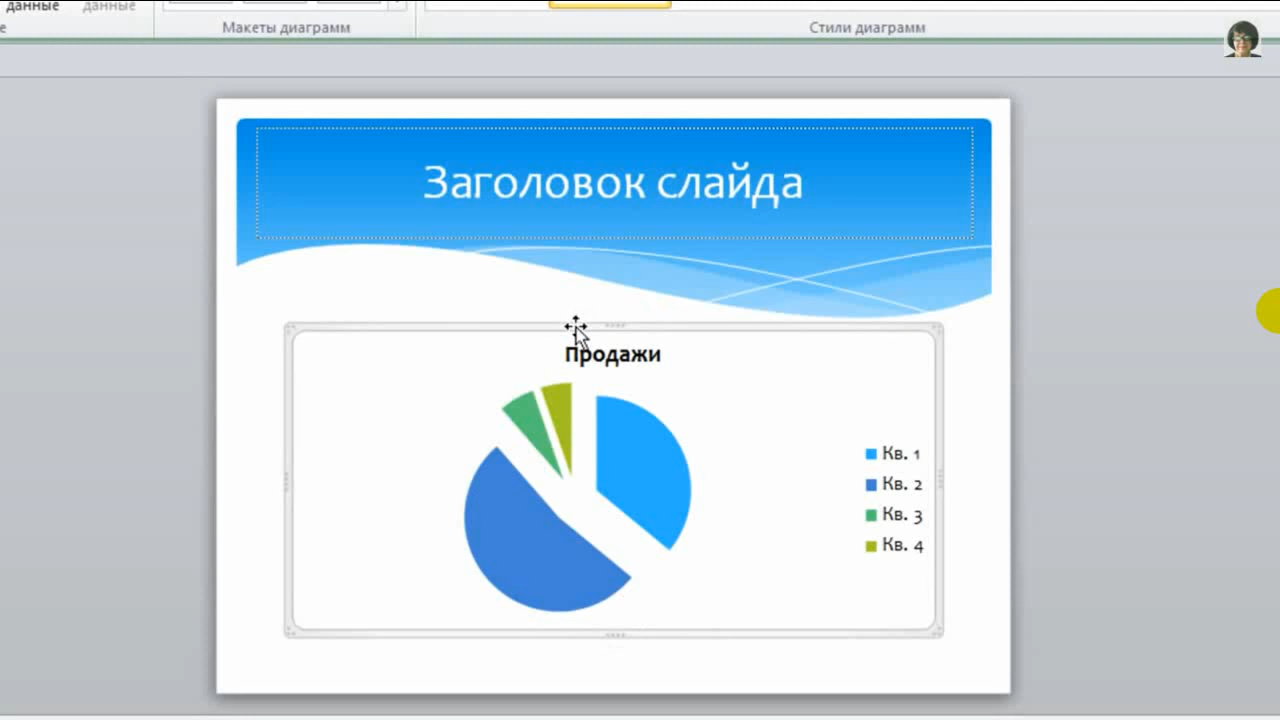 данные данные
е Макеты диаграмм Стили диаграмм
Заголовок слайда
Продажи
Кв. 1
Кв. 2
Кв. 3
Кв. 4